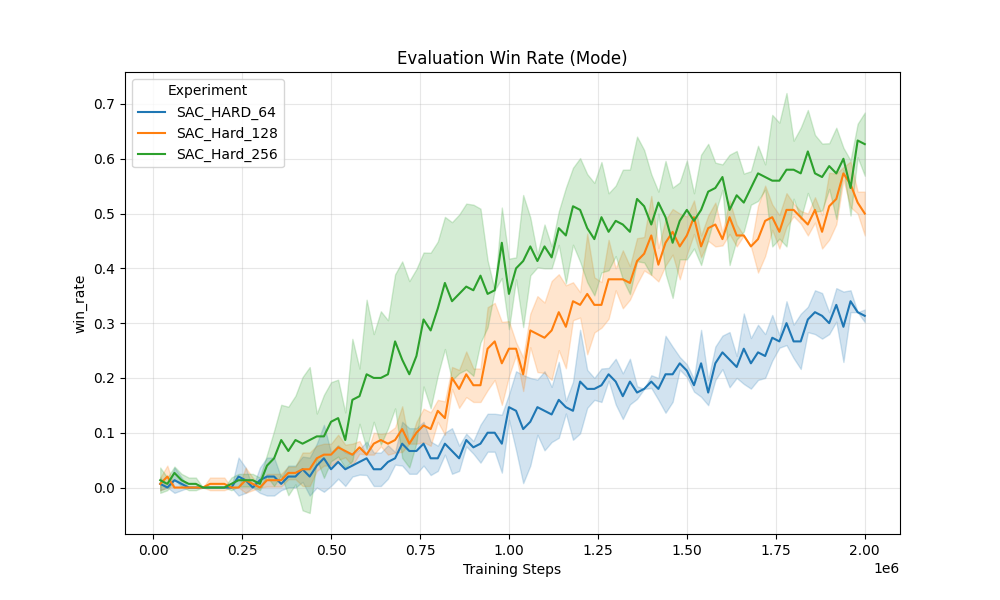 Evaluation Win Rate (Mode)
Experiment
SAC_HARD_64
SAC_Hard_128
SAC_Hard_256
win_rate
0.7
0.6
0.5
0.4
0.3
0.2
0.1
0.0
0.00 0.25 0.50 0.75 1.00 1.25 1.50 1.75 2.00
1e6
Training Steps